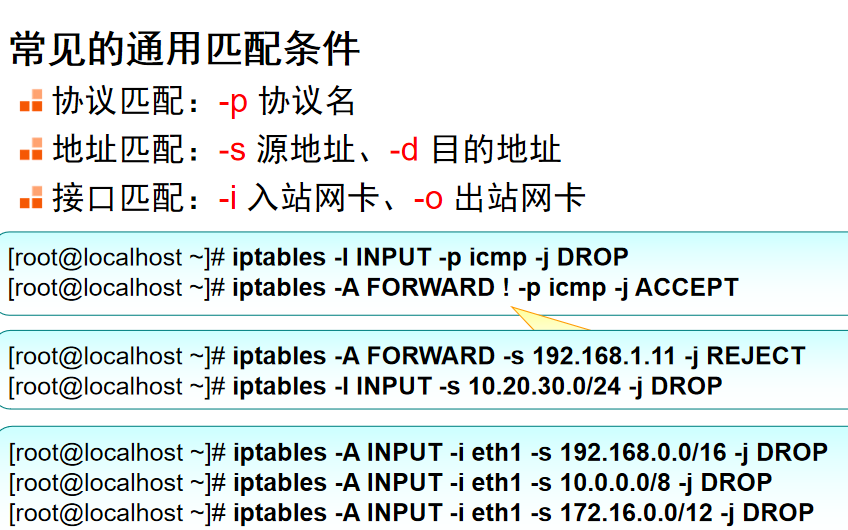 常见的通用匹配条件
协议匹配：-p 协议名
地址匹配：-s 源地址、-d 目的地址
接口匹配：-i 入站网卡、-o 出站网卡
[root@localhost ~]# iptables -I INPUT -p icmp -j DROP
[root@localhost ~]# iptables -A FORWARD ! -p icmp -j ACCEPT
[root@localhost ~]# iptables -A FORWARD -s 192.168.1.11 -j REJECT
[root@localhost ~]# iptables -I INPUT -s 10.20.30.0/24 -j DROP
[root@localhost ~]# iptables -A INPUT -i eth1 -s 192.168.0.0/16 -j DROP
[root@localhost ~]# iptables -A INPUT -i eth1 -s 10.0.0.0/8 -j DROP
[root@localhost ~]# iptables -A INPUT -i eth1 -s 172.16.0.0/12 -j DROP